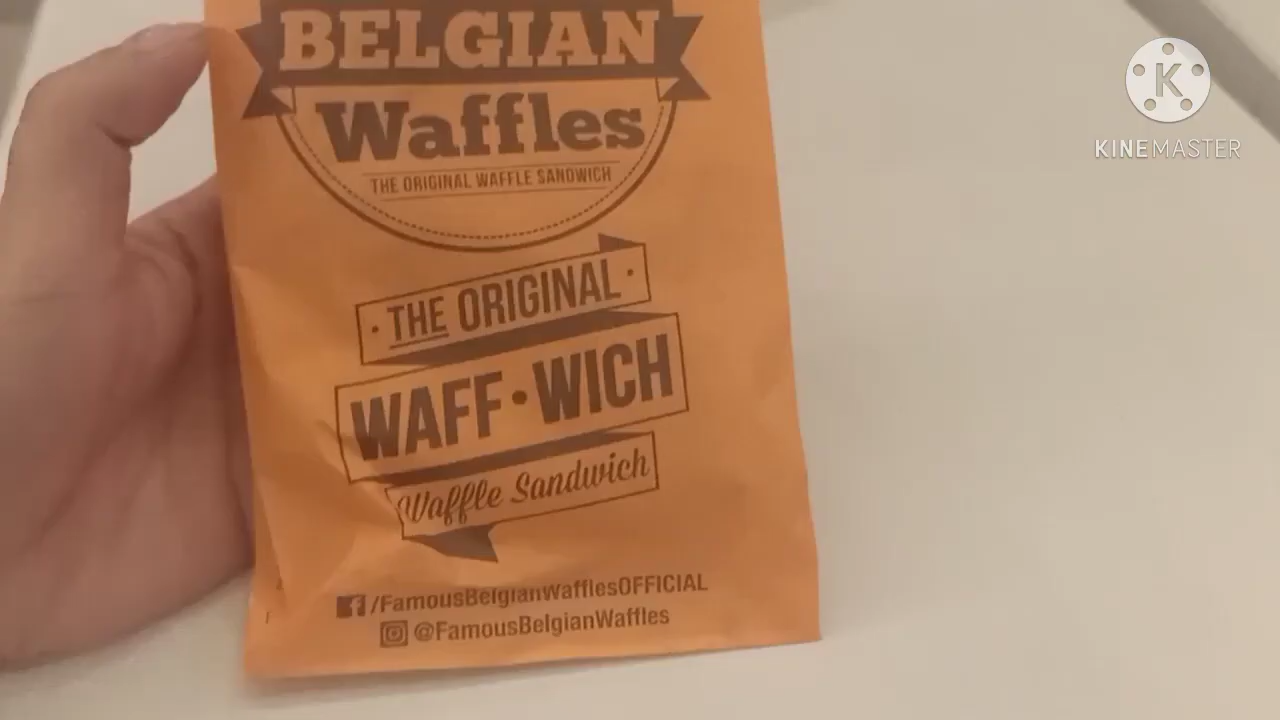 BELGIAN
Waffles
THE ORIGINAL WAFFLE SANDWICH
· THE ORIGINAL ·
WAFF·WICH
Waffle Sandwich
/FamousBelgianWafflesOFFICIAL
@FamousBelgianWaffles
K
KINEMASTER